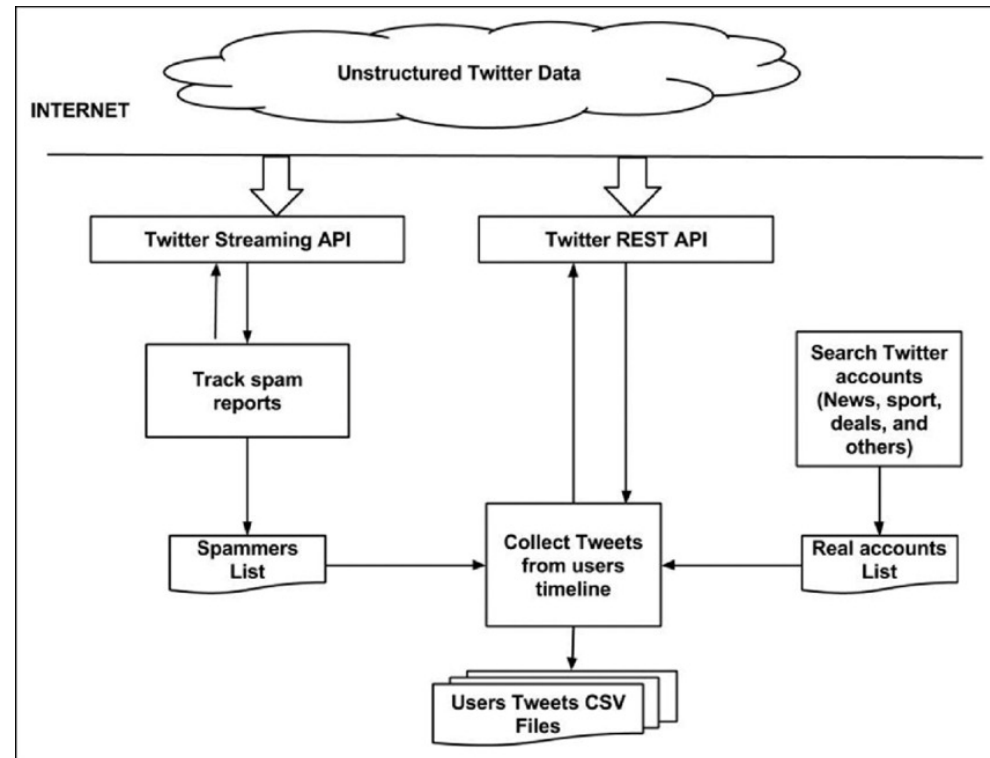 Unstructured Twitter Data
INTERNET
Twitter Streaming API
Twitter REST API
Track spam
reports
Search Twitter
accounts
(News, sport,
deals, and
others)
Spammers
List
Collect Tweets
from users
timeline
Real accounts
List
Users Tweets CSV
Files